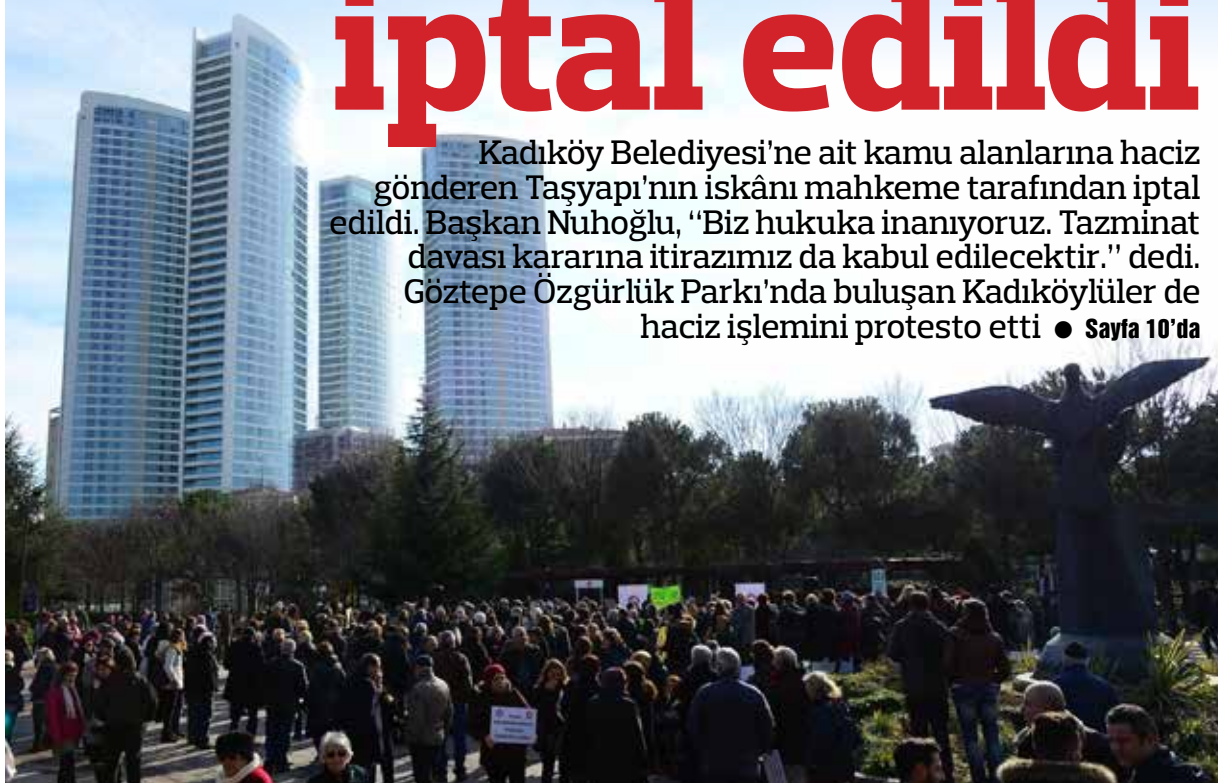 iptal edildi
Kadıköy Belediyesi’ne ait kamu alanlarına haciz
gönderen Taşyapı’nın iskânı mahkeme tarafından iptal
edildi. Başkan Nuhoğlu, “Biz hukuka inanıyoruz. Tazminat
davası kararına itirazımız da kabul edilecektir.” dedi.
Göztepe Özgürlük Parkı’nda buluşan Kadıköylüler de
haciz işlemini protesto etti ● Sayfa 10’da